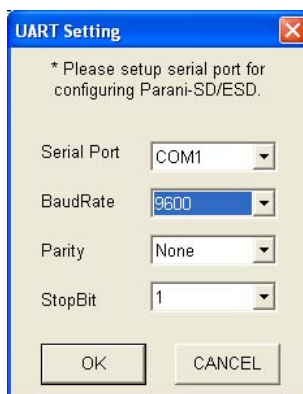 UART Setting
* Please setup serial port for
configuring Parani-SD/ESD.
Serial Port COM1
BaudRate 9600
Parity None
StopBit 1
OK CANCEL